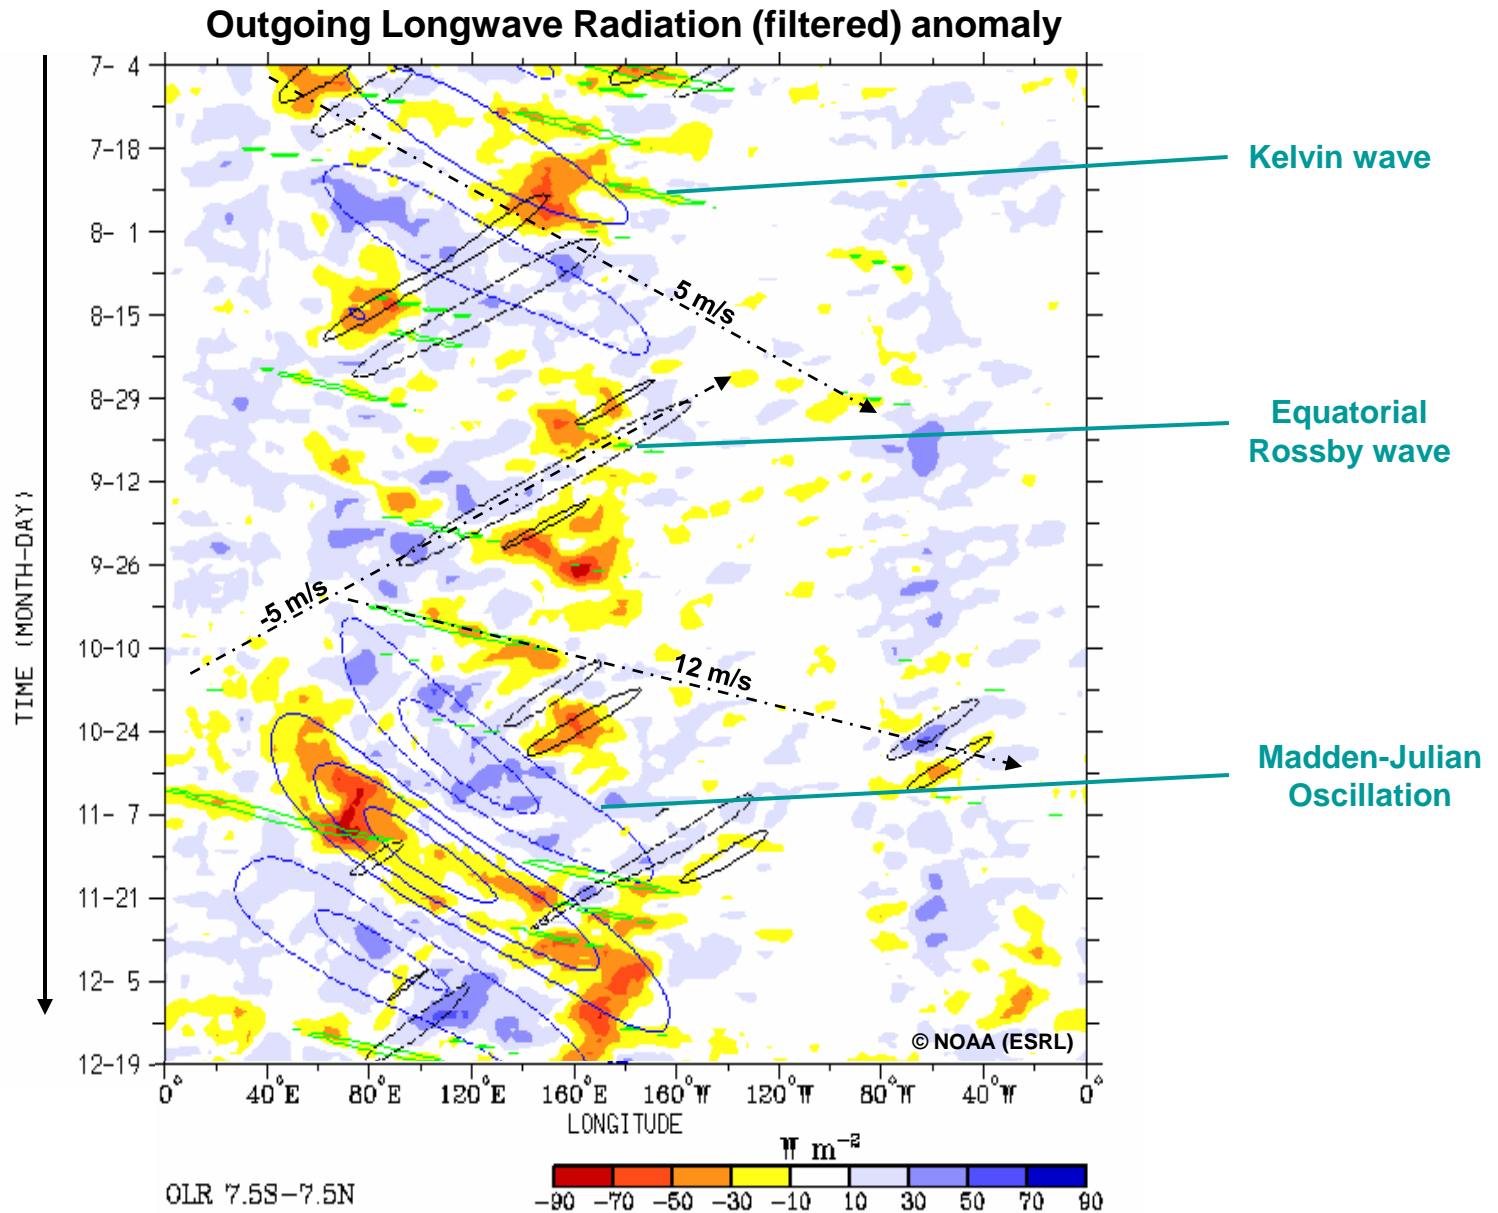 Outgoing Longwave Radiation (filtered) anomaly
7- 4
7-18
8- 1
8-15
8-29
9-12
9-26
10-10
10-24
11- 7
11-21
12- 5
12-19
TIME (MONTH-DAY)
Kelvin wave
5 m/s
Equatorial
Rossby wave
-5 m/s
12 m/s
Madden-Julian
Oscillation
© NOAA (ESRL)
0° 40°E 80°E 120°E 160°E 160°W 120°W 80°W 40°W 0°
LONGITUDE
W m⁻²
OLR 7.5S-7.5N
-90 -70 -50 -30 -10 10 30 50 70 90